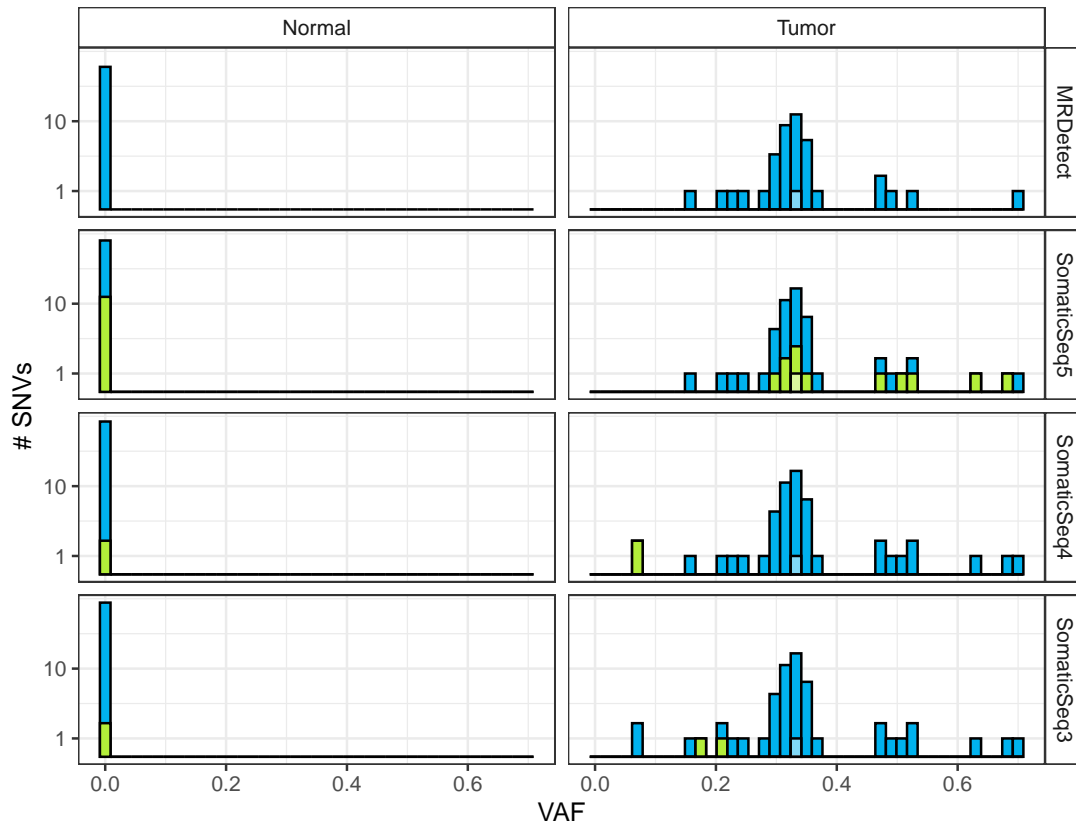 Normal
Tumor
10
1
MRDetect
10
1
SomaticSeq5
10
1
SomaticSeq4
10
1
SomaticSeq3
# SNVs
0.0
0.2
0.4
0.6
0.0
0.2
0.4
0.6
VAF